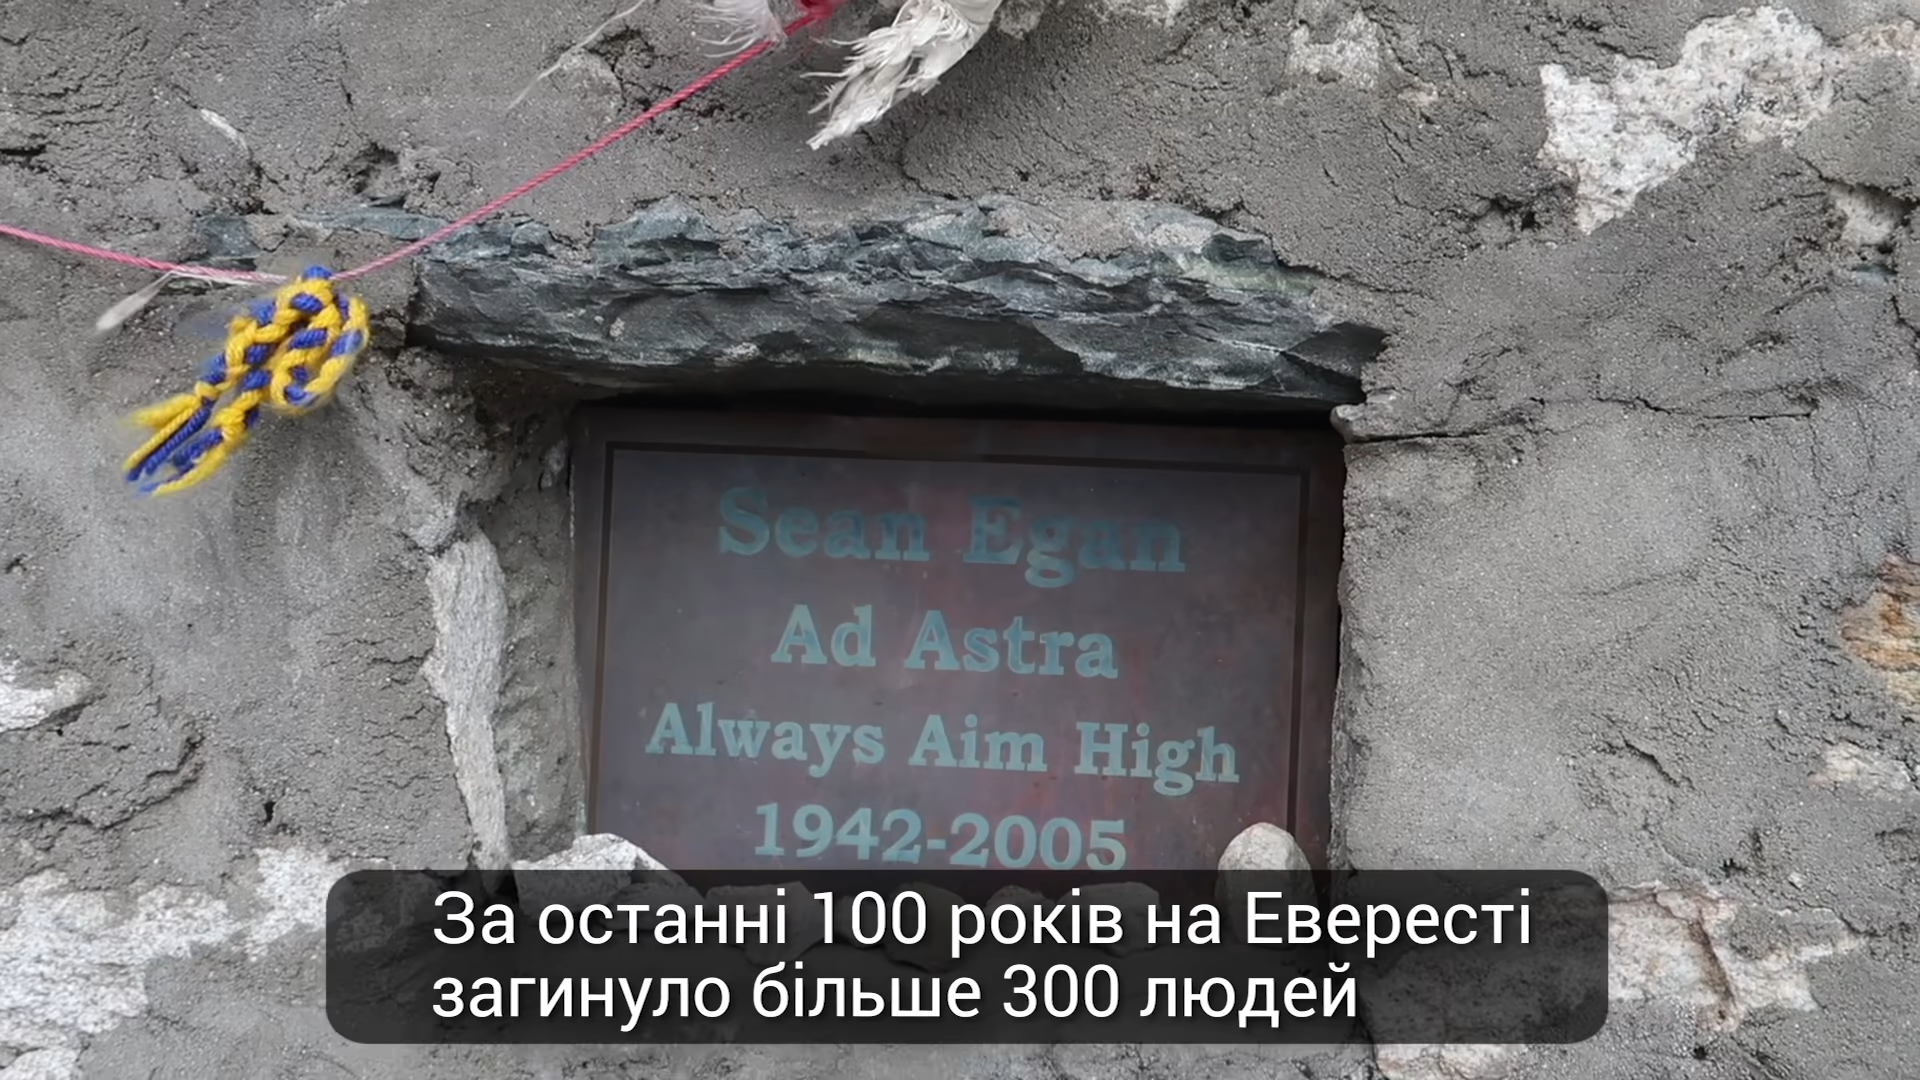 Sean Egan
Ad Astra
Always Aim High
1942-2005
За останні 100 років на Евересті
загинуло більше 300 людей